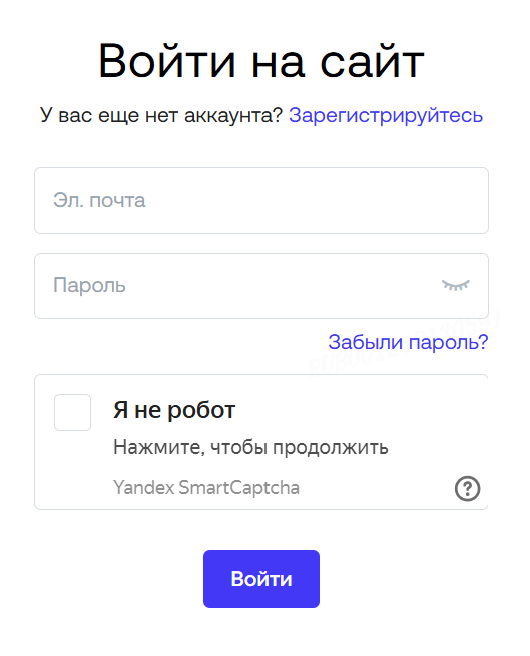 Войти на сайт
У вас еще нет аккаунта? Зарегистрируйтесь
Эл. почта
Пароль
Забыли пароль?
Я не робот
Нажмите, чтобы продолжить
Yandex SmartCaptcha
Войти